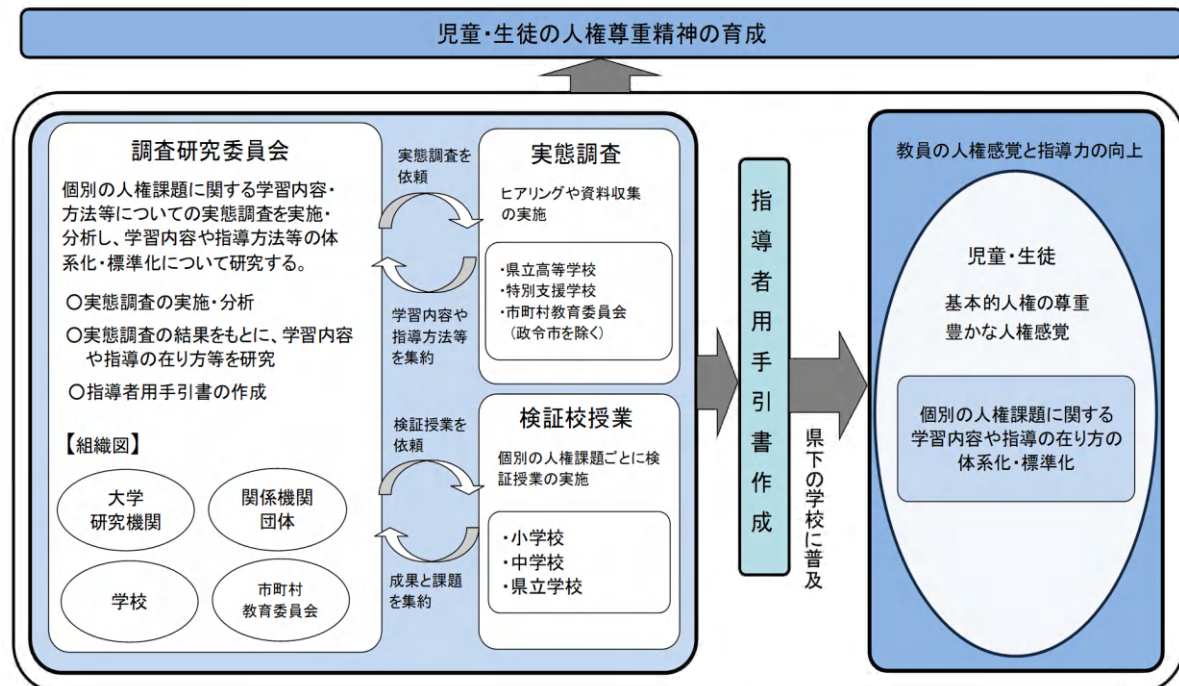 児童・生徒の人権尊重精神の育成
調査研究委員会
個別の人権課題に関する学習内容・
方法等についての実態調査を実施・
分析し、学習内容や指導方法等の体
系化・標準化について研究する。
○実態調査の実施・分析
○実態調査の結果をもとに、学習内容
や指導の在り方等を研究
○指導者用手引書の作成
【組織図】
大学
研究機関
関係機関
団体
学校
市町村
教育委員会
実態調査を
依頼
学習内容や
指導方法等
を集約
検証授業を
依頼
成果と課題
を集約
実態調査
ヒアリングや資料収集
の実施
・県立高等学校
・特別支援学校
・市町村教育委員会
(政令市を除く)
検証校授業
個別の人権課題ごとに検
証授業の実施
・小学校
・中学校
・県立学校
指導者用手引書作成
県下の学校に普及
教員の人権感覚と指導力の向上
児童・生徒
基本的人権の尊重
豊かな人権感覚
個別の人権課題に関する
学習内容や指導の在り方の
体系化・標準化